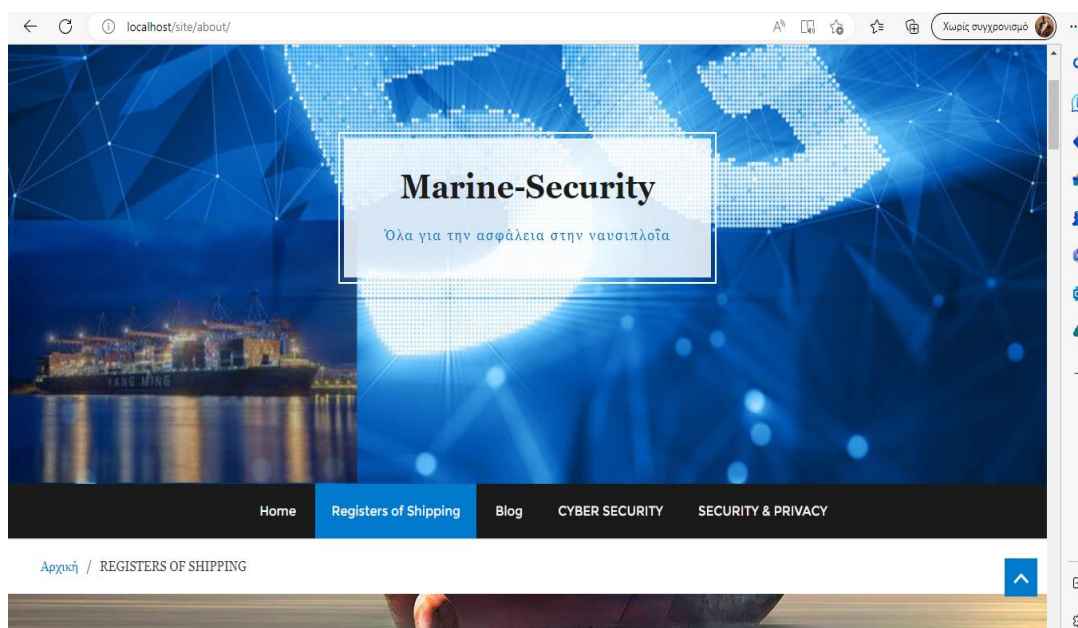 localhost/site/about/
Χωρίς συγχρονισμό
5G
Marine-Security
Όλα για την ασφάλεια στην ναυσιπλοΐα
YANG MING
Home Registers of Shipping Blog CYBER SECURITY SECURITY & PRIVACY
Αρχική / REGISTERS OF SHIPPING